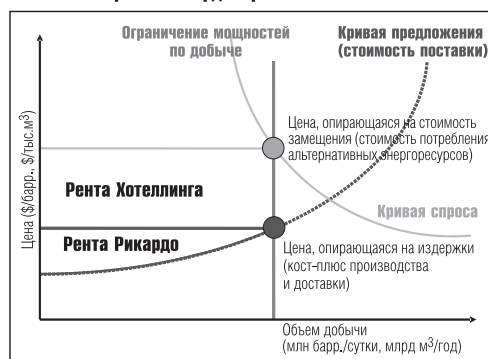 Ограничение мощностей
по добыче
Кривая предложения
(стоимость поставки)
Цена ($/барр., $/тыс.м³)
Цена, опирающаяся на стоимость
замещения (стоимость потребления
альтернативных энергоресурсов)
Рента Хотеллинга
Кривая спроса
Рента Рикардо
Цена, опирающаяся на издержки
(кост-плюс производства
и доставки)
Объем добычи
(млн барр./сутки, млрд м³/год)